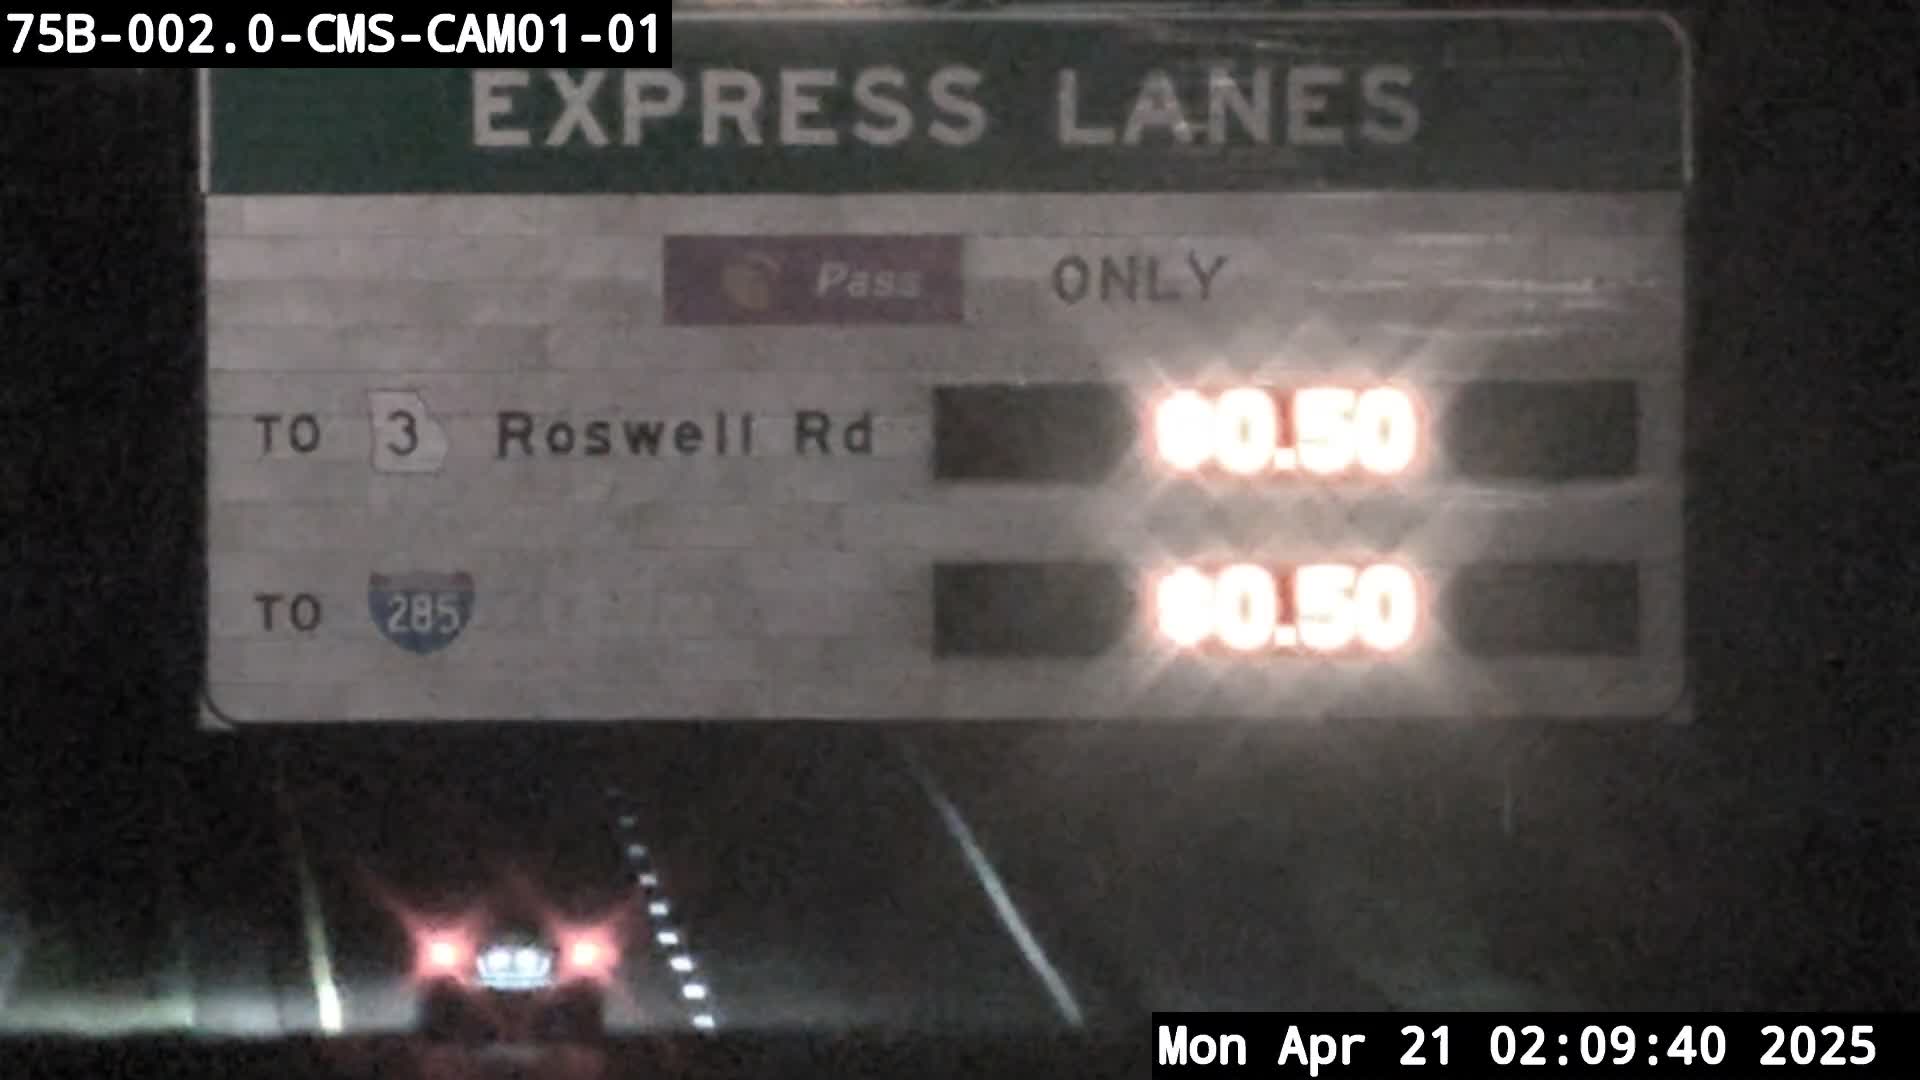 75B-002.0-CMS-CAM01-01
EXPRESS LANES
Pass ONLY
TO 3 Roswell Rd $0.50
TO 285 $0.50
Mon Apr 21 02:09:40 2025